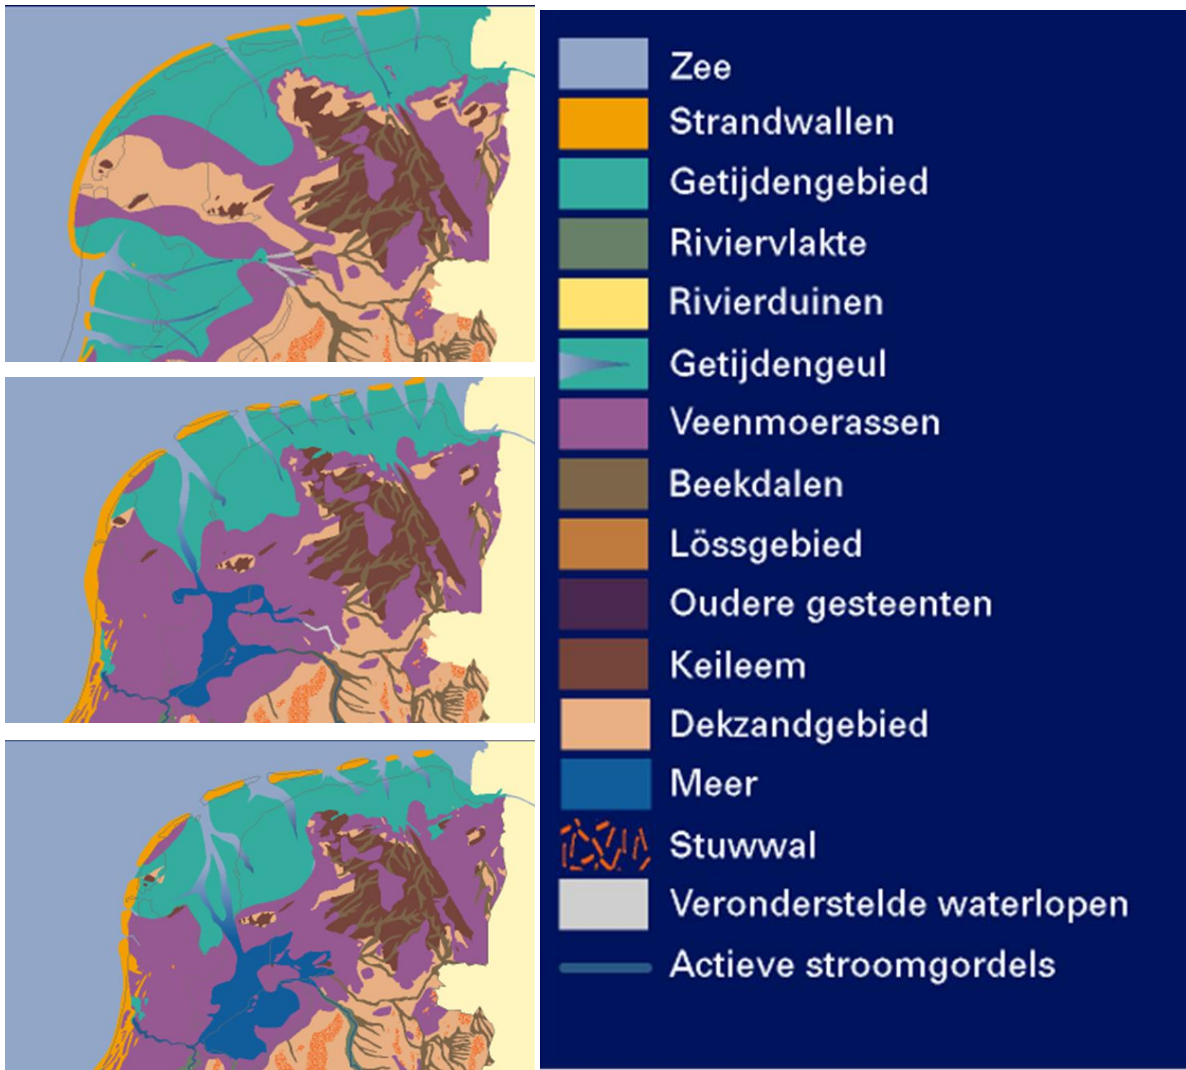 Zee
Strandwallen
Getijdengebied
Riviervlakte
Rivierduinen
Getijdengeul
Veenmoerassen
Beekdalen
Lössgebied
Oudere gesteenten
Keileem
Dekzandgebied
Meer
Stuwwal
Veronderstelde waterlopen
Actieve stroomgordels